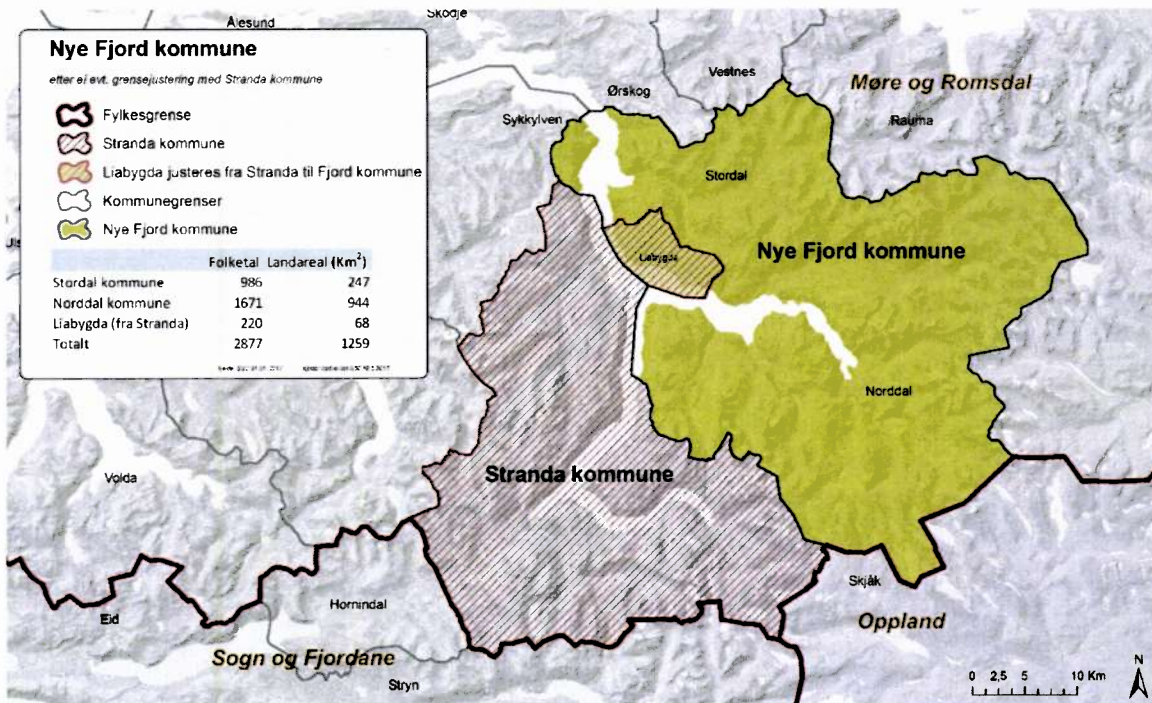 Ålesund
Skodje
Nye Fjord kommune
etter ei evt. grensejustering med Stranda kommune
Fylkesgrense
Stranda kommune
Liabygda justeres fra Stranda til Fjord kommune
Kommunegrenser
Nye Fjord kommune
Folketal Landareal (Km²)
Stordal kommune 986 247
Norddal kommune 1671 944
Liabygda (fra Stranda) 220 68
Totalt 2877 1259
Vestnes
Møre og Romsdal
Ørskog
Sykkylven
Rauma
Stordal
Nye Fjord kommune
Liabygda
Norddal
Stranda kommune
Volda
Skjåk
Eid
Hornindal
Oppland
Sogn og Fjordane
Stryn
N
0 2,5 5 10 Km